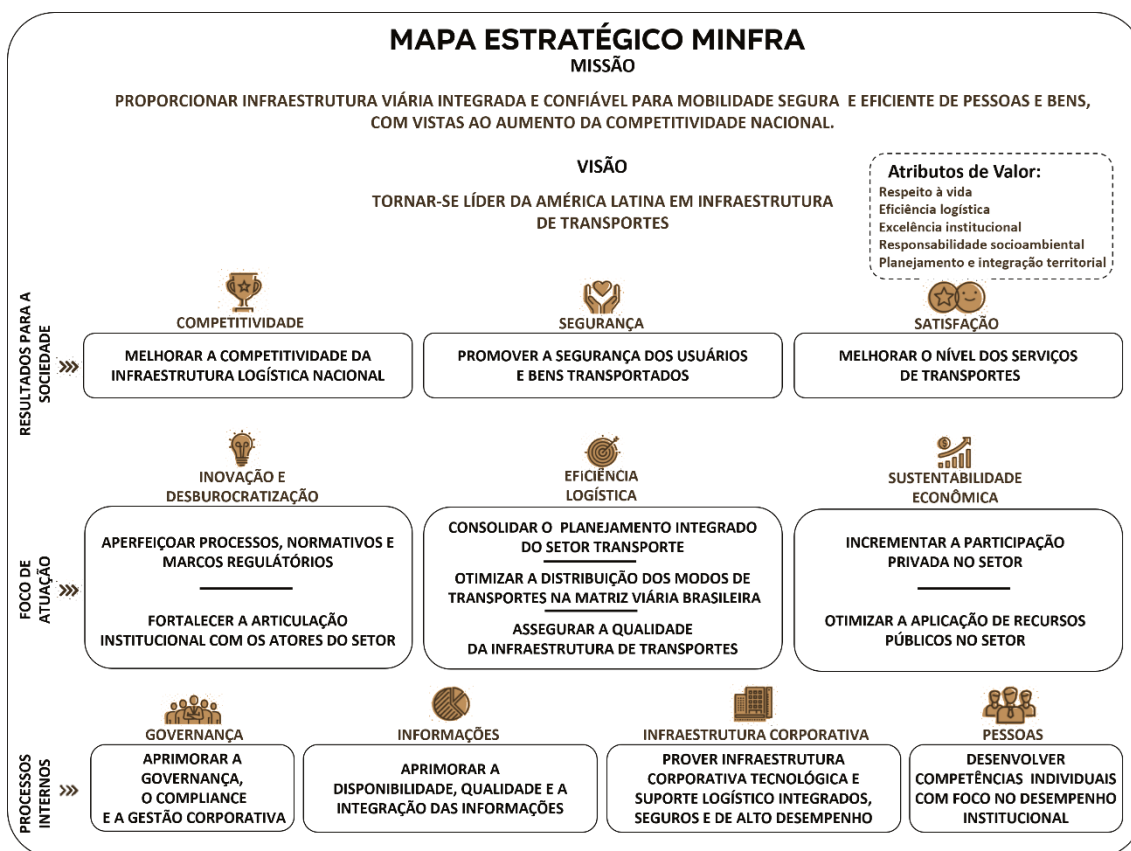 MAPA ESTRATÉGICO MINFRA
MISSÃO
PROPORCIONAR INFRAESTRUTURA VIÁRIA INTEGRADA E CONFIÁVEL PARA MOBILIDADE SEGURA E EFICIENTE DE PESSOAS E BENS,
COM VISTAS AO AUMENTO DA COMPETITIVIDADE NACIONAL.
VISÃO
TORNAR-SE LÍDER DA AMÉRICA LATINA EM INFRAESTRUTURA
DE TRANSPORTES
Atributos de Valor:
Respeito à vida
Eficiência logística
Excelência institucional
Responsabilidade socioambiental
Planejamento e integração territorial
RESULTADOS PARA A
SOCIEDADE
COMPETITIVIDADE
MELHORAR A COMPETITIVIDADE DA
INFRAESTRUTURA LOGÍSTICA NACIONAL
SEGURANÇA
PROMOVER A SEGURANÇA DOS USUÁRIOS
E BENS TRANSPORTADOS
SATISFAÇÃO
MELHORAR O NÍVEL DOS SERVIÇOS
DE TRANSPORTES
FOCO DE
ATUAÇÃO
INOVAÇÃO E
DESBUROCRATIZAÇÃO
APERFEIÇOAR PROCESSOS, NORMATIVOS E
MARCOS REGULÁTÓRIOS
FORTALECER A ARTICULAÇÃO
INSTITUCIONAL COM OS ATORES DO SETOR
EFICIÊNCIA
LOGÍSTICA
CONSOLIDAR O PLANEJAMENTO INTEGRADO
DO SETOR TRANSPORTE
OTIMIZAR A DISTRIBUIÇÃO DOS MODOS DE
TRANSPORTES NA MATRIZ VIÁRIA BRASILEIRA
ASSEGURAR A QUALIDADE
DA INFRAESTRUTURA DE TRANSPORTES
SUSTENTABILIDADE
ECONÔMICA
INCREMENTAR A PARTICIPAÇÃO
PRIVADA NO SETOR
OTIMIZAR A APLICAÇÃO DE RECURSOS
PÚBLICOS NO SETOR
PROCESSOS
INTERNOS
GOVERNANÇA
APRIMORAR A
GOVERNANÇA,
O COMPLIANCE
E A GESTÃO CORPORATIVA
INFORMAÇÕES
APRIMORAR A
DISPONIBILIDADE, QUALIDADE E A
INTEGRAÇÃO DAS INFORMAÇÕES
INFRAESTRUTURA CORPORATIVA
PROVER INFRAESTRUTURA
CORPORATIVA TECNOLÓGICA E
SUPORTE LOGÍSTICO INTEGRADOS,
SEGUROS E DE ALTO DESEMPENHO
PESSOAS
DESENVOLVER
COMPETÊNCIAS INDIVIDUAIS
COM FOCO NO DESEMPENHO
INSTITUCIONAL